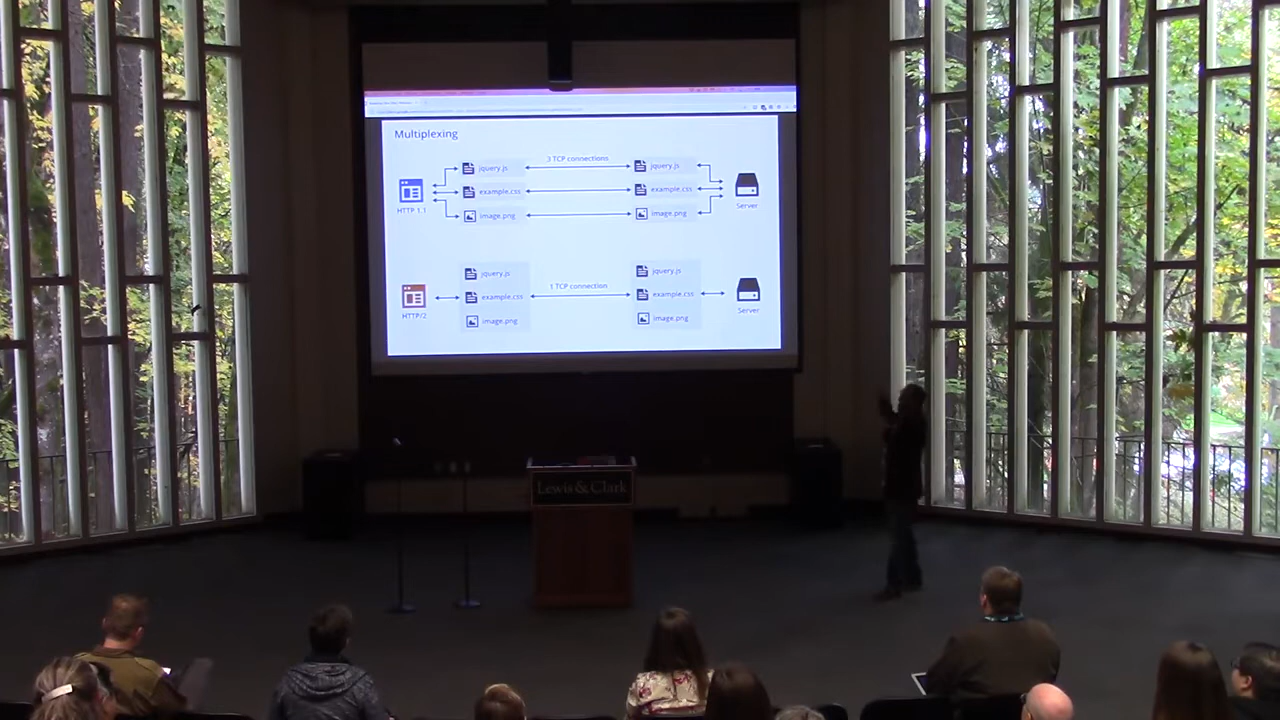 Multiplexing
3 TCP connections
jquery.js
jquery.js
example.css
example.css
HTTP 1.1
Server
image.png
image.png
jquery.js
jquery.js
1 TCP connection
example.css
example.css
HTTP/2
Server
image.png
image.png
Lewis & Clark